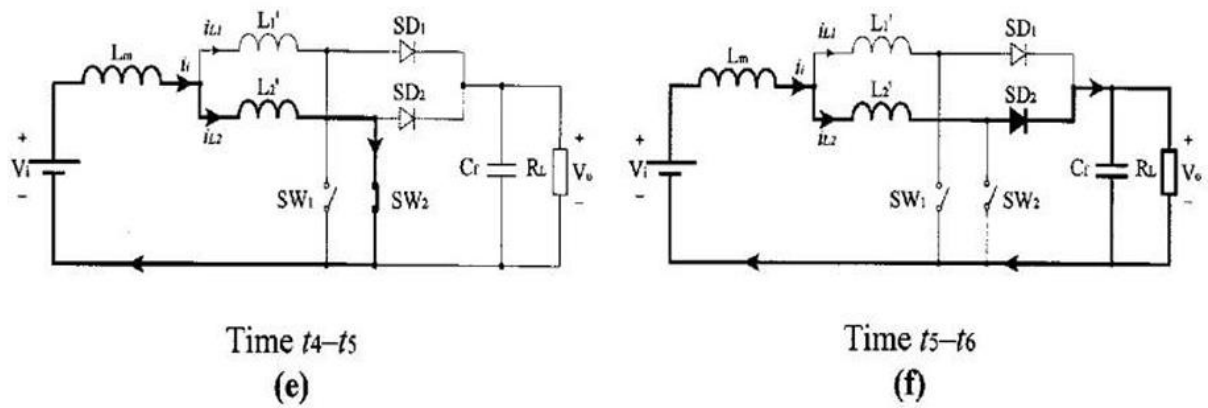 iL1 L1' SD1
Lm ii L2' SD2
iL2
+ Vi −
SW1 SW2
Cf RL + Vo −
Time t4–t5
(e)
iL1 L1' SD1
Lm ii L2' SD2
iL2
+ Vi −
SW1 SW2
Cf RL + Vo −
Time t5–t6
(f)